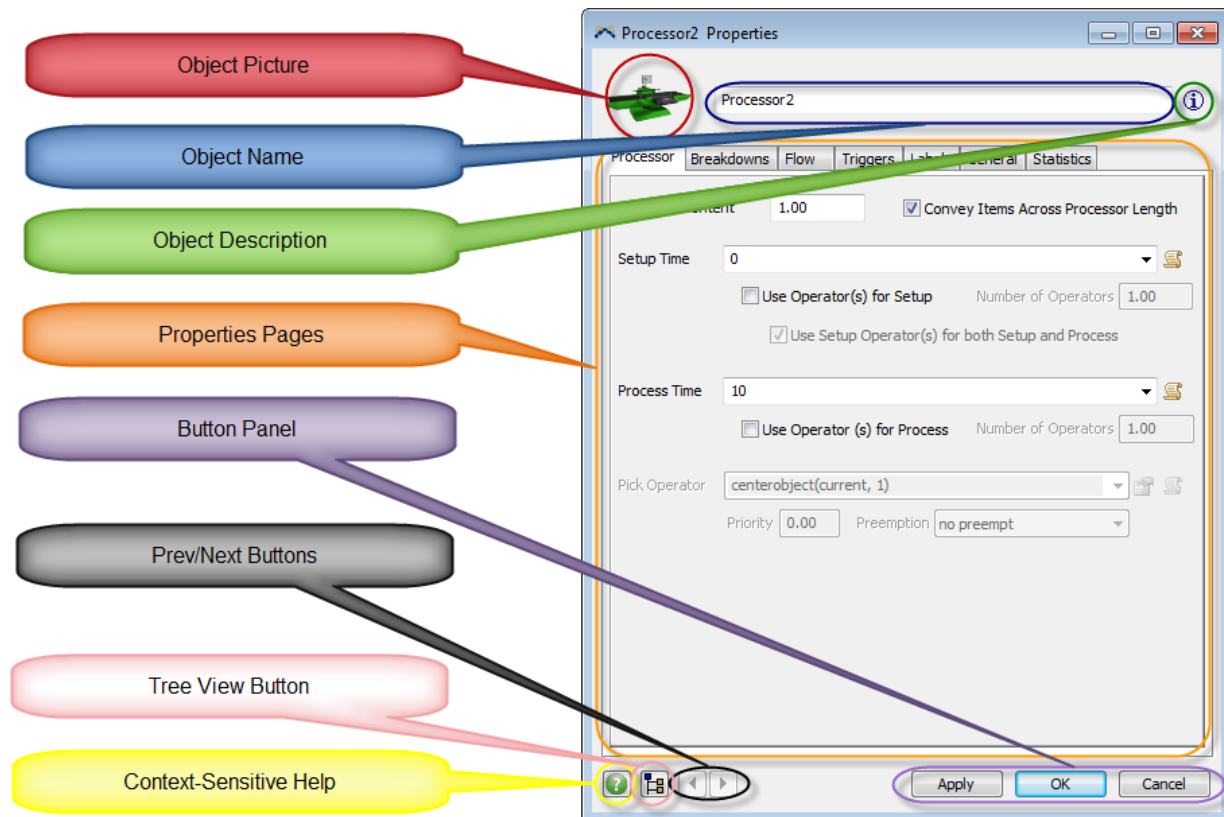 Processor2 Properties
Object Picture
Processor2
Object Name
Processor Breakdowns Flow Triggers General Statistics
1.00 Convey Items Across Processor Length
Object Description
Setup Time 0
Use Operator(s) for Setup Number of Operators 1.00
Properties Pages
Use Setup Operator(s) for both Setup and Process
Process Time 10
Button Panel
Use Operator (s) for Process Number of Operators 1.00
Pick Operator centerobject(current, 1)
Priority 0.00 Preemption no preempt
Prev/Next Buttons
Tree View Button
Context-Sensitive Help
Apply OK Cancel